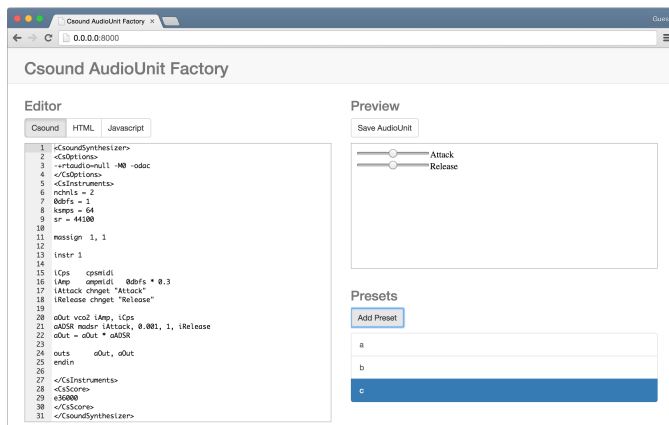 Csound AudioUnit Factory
Gues
0.0.0.0:8000
Csound AudioUnit Factory
Editor
Csound HTML Javascript
1 <CsoundSynthesizer>
2 <CsOptions>
3 -+rtaudio=null -M0 -odac
4 </CsOptions>
5 <CsInstruments>
6 nchnls = 2
7 0dbfs = 1
8 ksmps = 64
9 sr = 44100
10
11 massign 1, 1
12
13 instr 1
14
15 iCps cpsmidi
16 iAmp ampmidi 0dbfs * 0.3
17 iAttack chnget "Attack"
18 iRelease chnget "Release"
19
20 aOut vco2 iAmp, iCps
21 aADSR madsr iAttack, 0.001, 1, iRelease
22 aOut = aOut * aADSR
23
24 outs aOut, aOut
25 endin
26
27 </CsInstruments>
28 <CsScore>
29 e36000
30 </CsScore>
31 </CsoundSynthesizer>
Preview
Save AudioUnit
Attack
Release
Presets
Add Preset
a
b
c